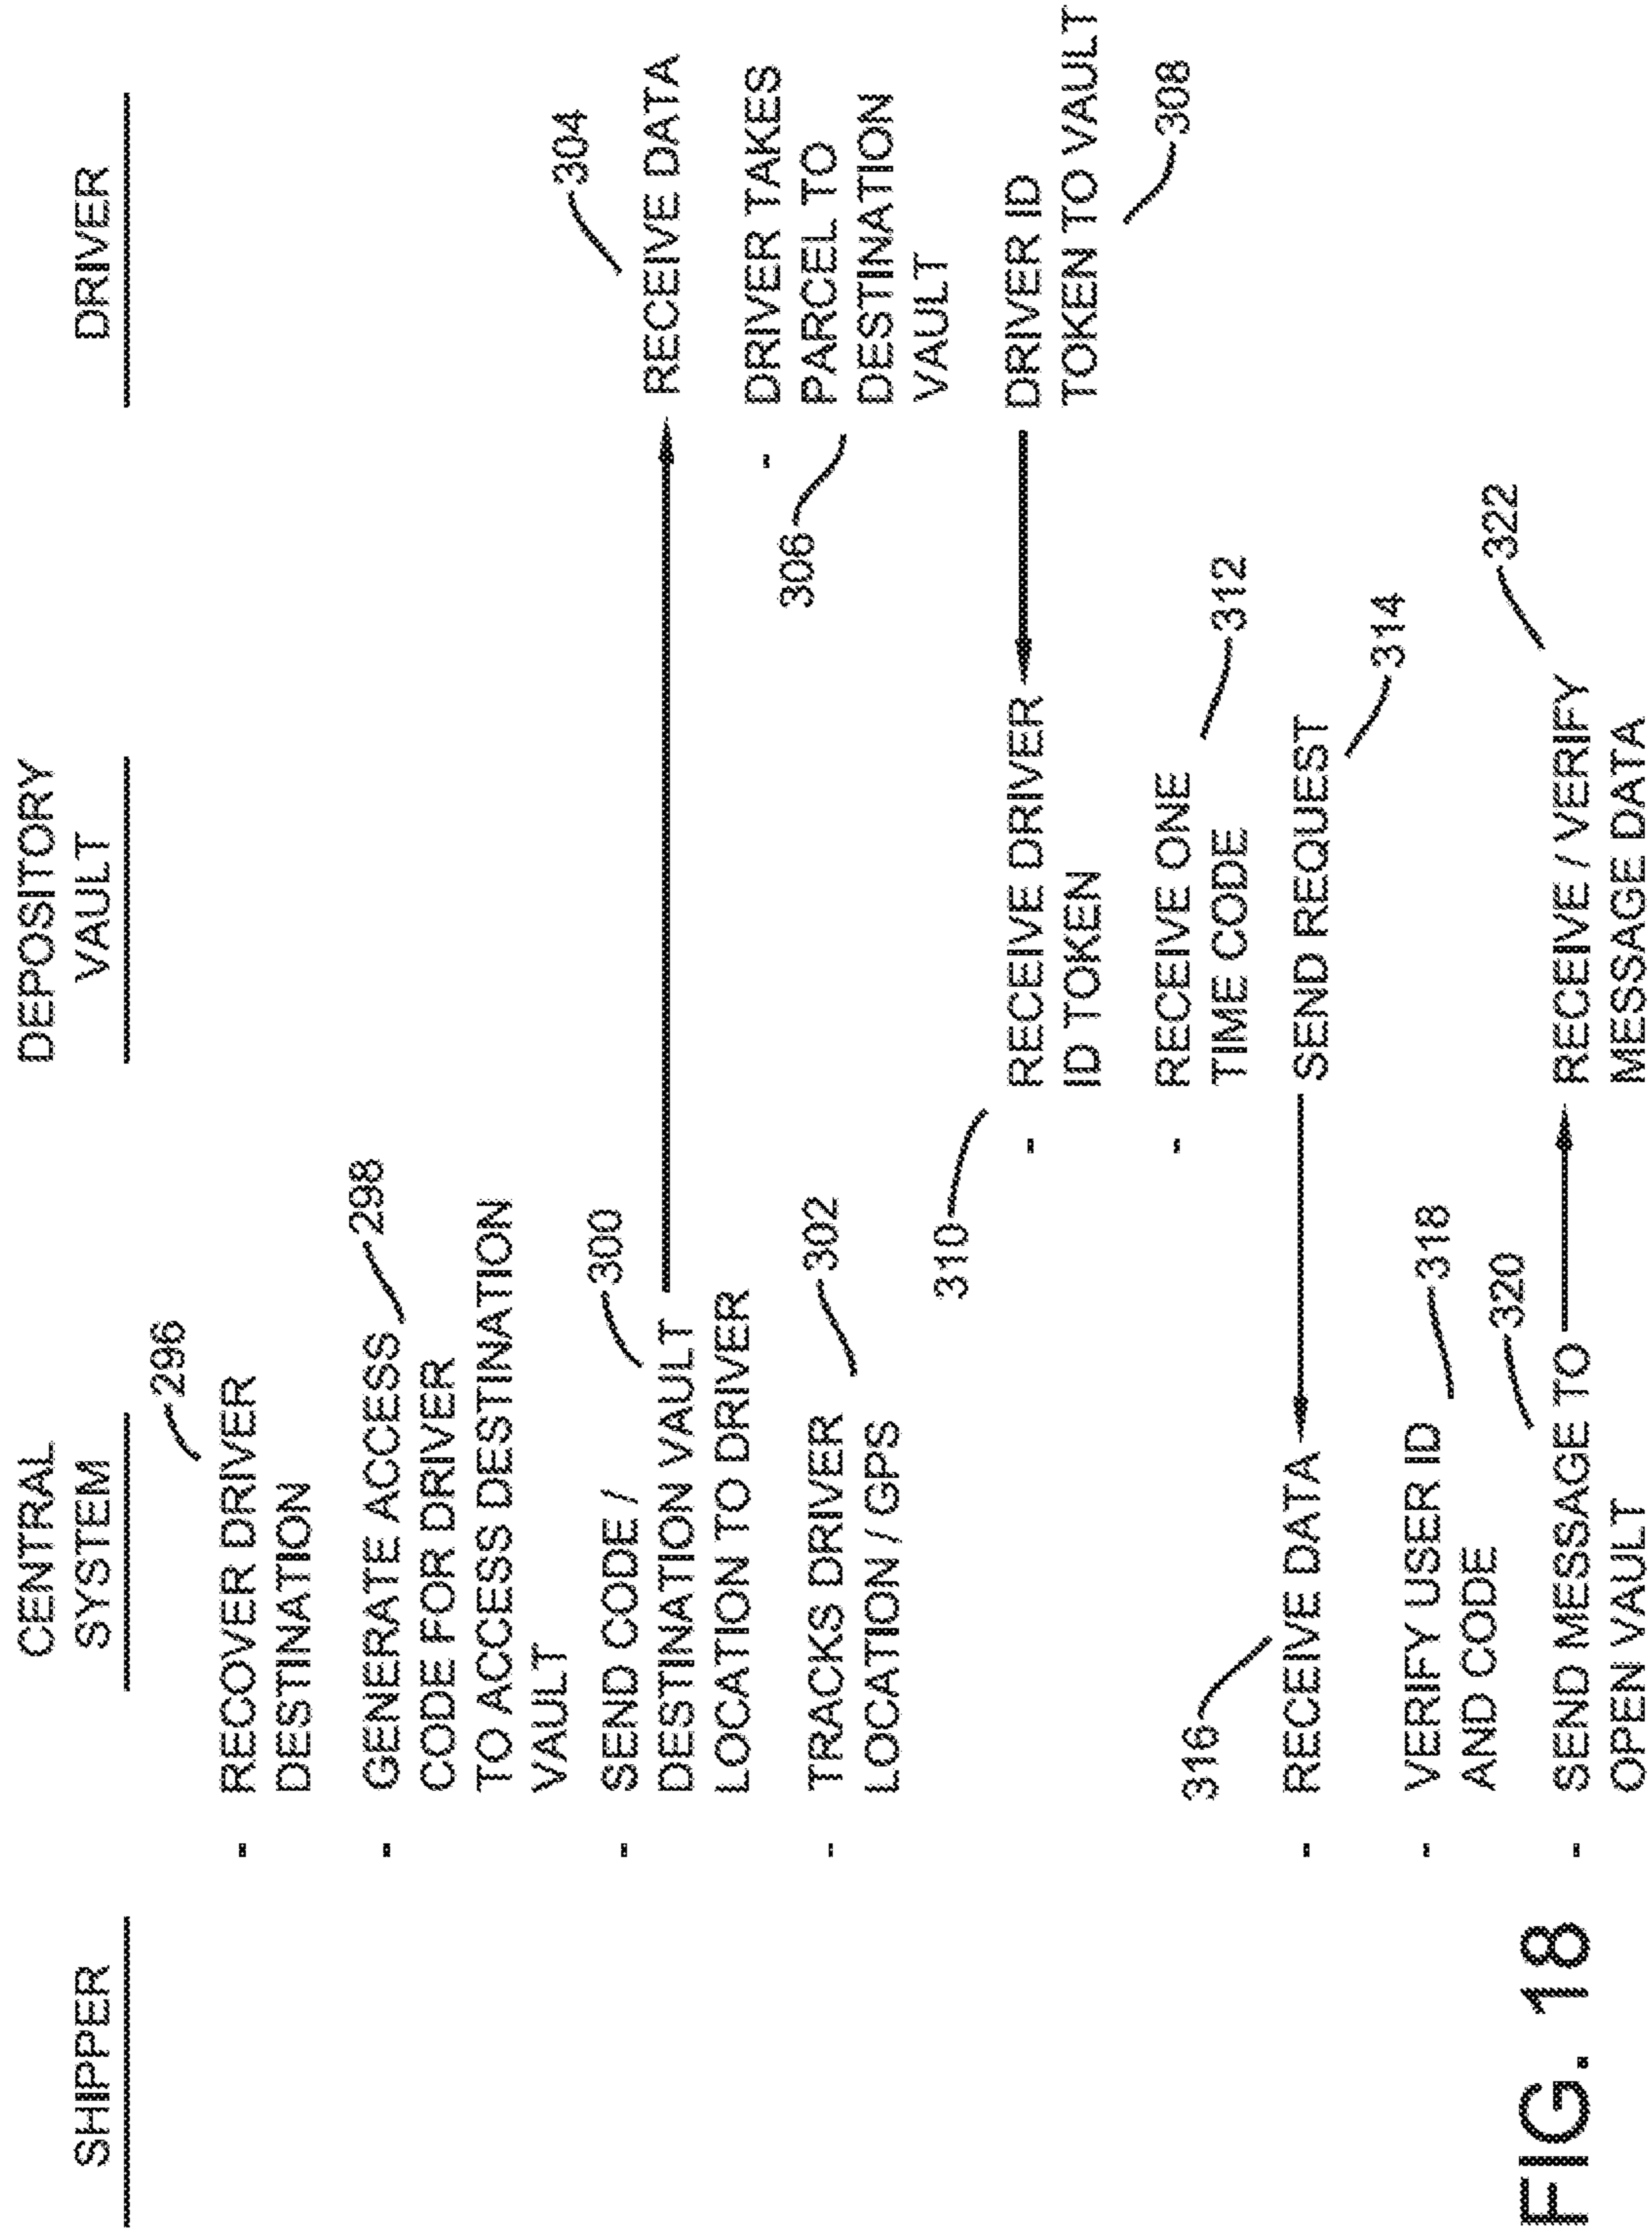 SHIPPER
CENTRAL
SYSTEM
DEPOSITORY
VAULT
DRIVER
296
- RECOVER DRIVER
DESTINATION
298
- GENERATE ACCESS
CODE FOR DRIVER
TO ACCESS DESTINATION
VAULT
300
- SEND CODE /
DESTINATION VAULT
LOCATION TO DRIVER
304
RECEIVE DATA
302
- TRACKS DRIVER
LOCATION / GPS
306
- DRIVER TAKES
PARCEL TO
DESTINATION
VAULT
DRIVER ID
TOKEN TO VAULT
308
310
- RECEIVE DRIVER
ID TOKEN
312
- RECEIVE ONE
TIME CODE
SEND REQUEST
314
316
- RECEIVE DATA
318
- VERIFY USER ID
AND CODE
320
- SEND MESSAGE TO
OPEN VAULT
322
RECEIVE / VERIFY
MESSAGE DATA
FIG. 18